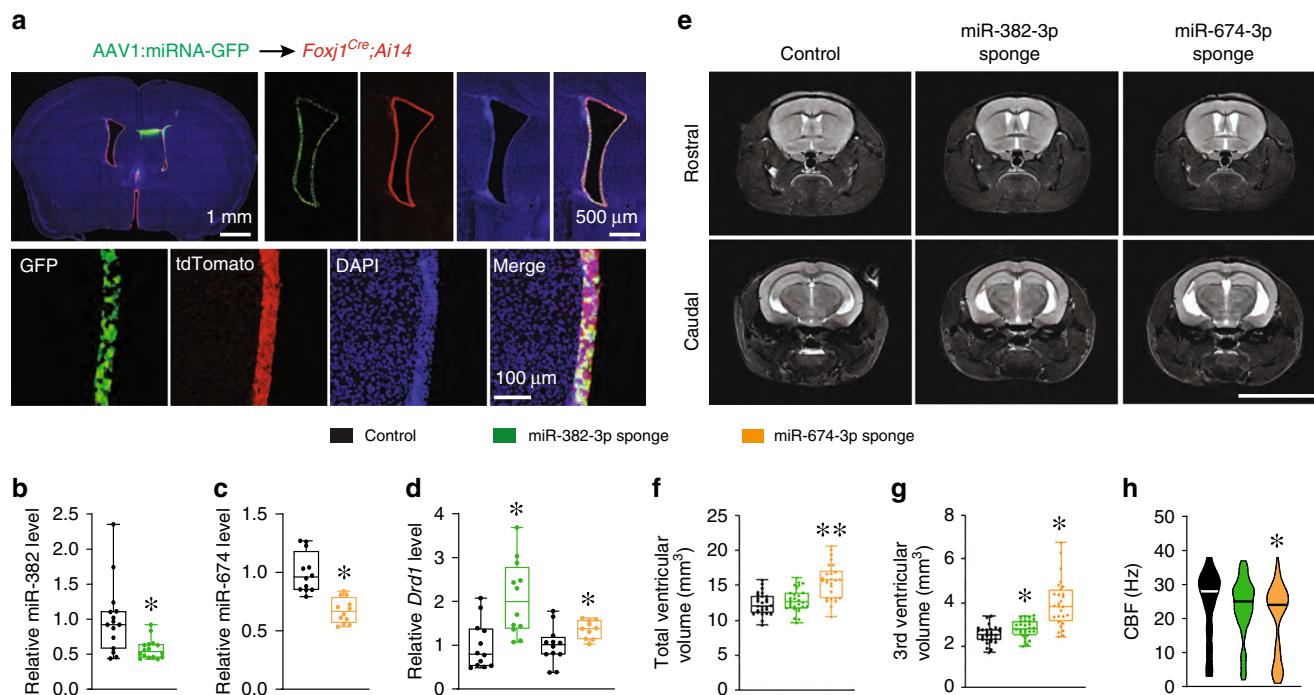 a
AAV1:miRNA-GFP → Foxj1Cre;Ai14
1 mm
500 μm
GFP
tdTomato
DAPI
Merge
100 μm
e
Control
miR-382-3p
sponge
miR-674-3p
sponge
Rostral
Caudal
Control
miR-382-3p sponge
miR-674-3p sponge
b
Relative miR-382 level
2.5
2.0
1.5
1.0
0.5
0.0
*
c
Relative miR-674 level
1.5
1.0
0.5
0.0
*
d
Relative Drd1 level
4
3
2
1
0
*
*
f
Total ventricular
volume (mm3)
25
20
15
10
5
0
**
g
3rd ventricular
volume (mm3)
8
6
4
2
0
*
*
h
CBF (Hz)
50
40
30
20
10
0
*